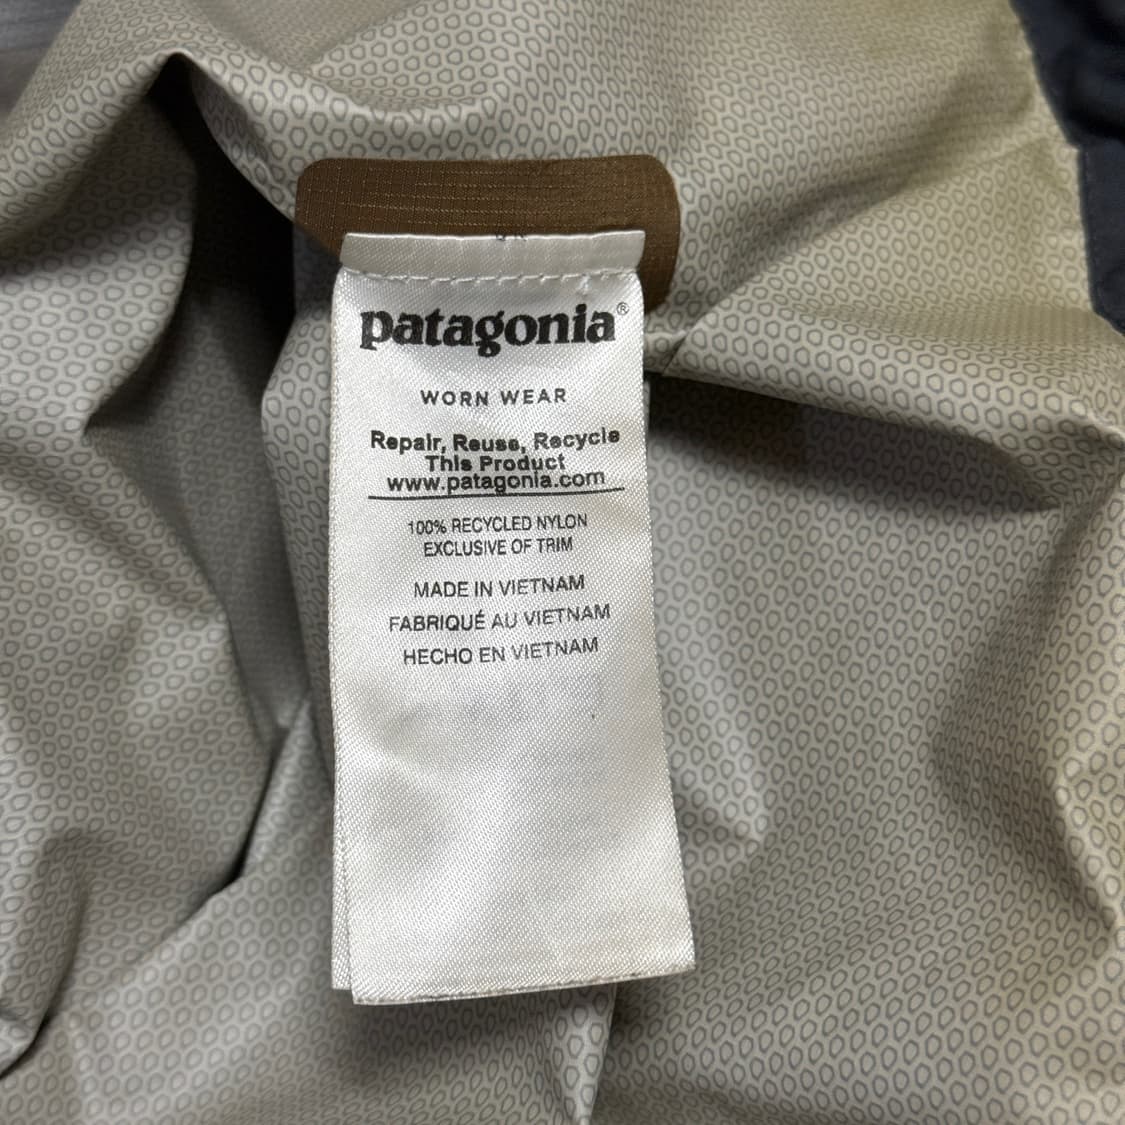 patagonia®
WORN WEAR
Repair, Reuse, Recycle
This Product
www.patagonia.com
100% RECYCLED NYLON
EXCLUSIVE OF TRIM
MADE IN VIETNAM
FABRIQUÉ AU VIETNAM
HECHO EN VIETNAM